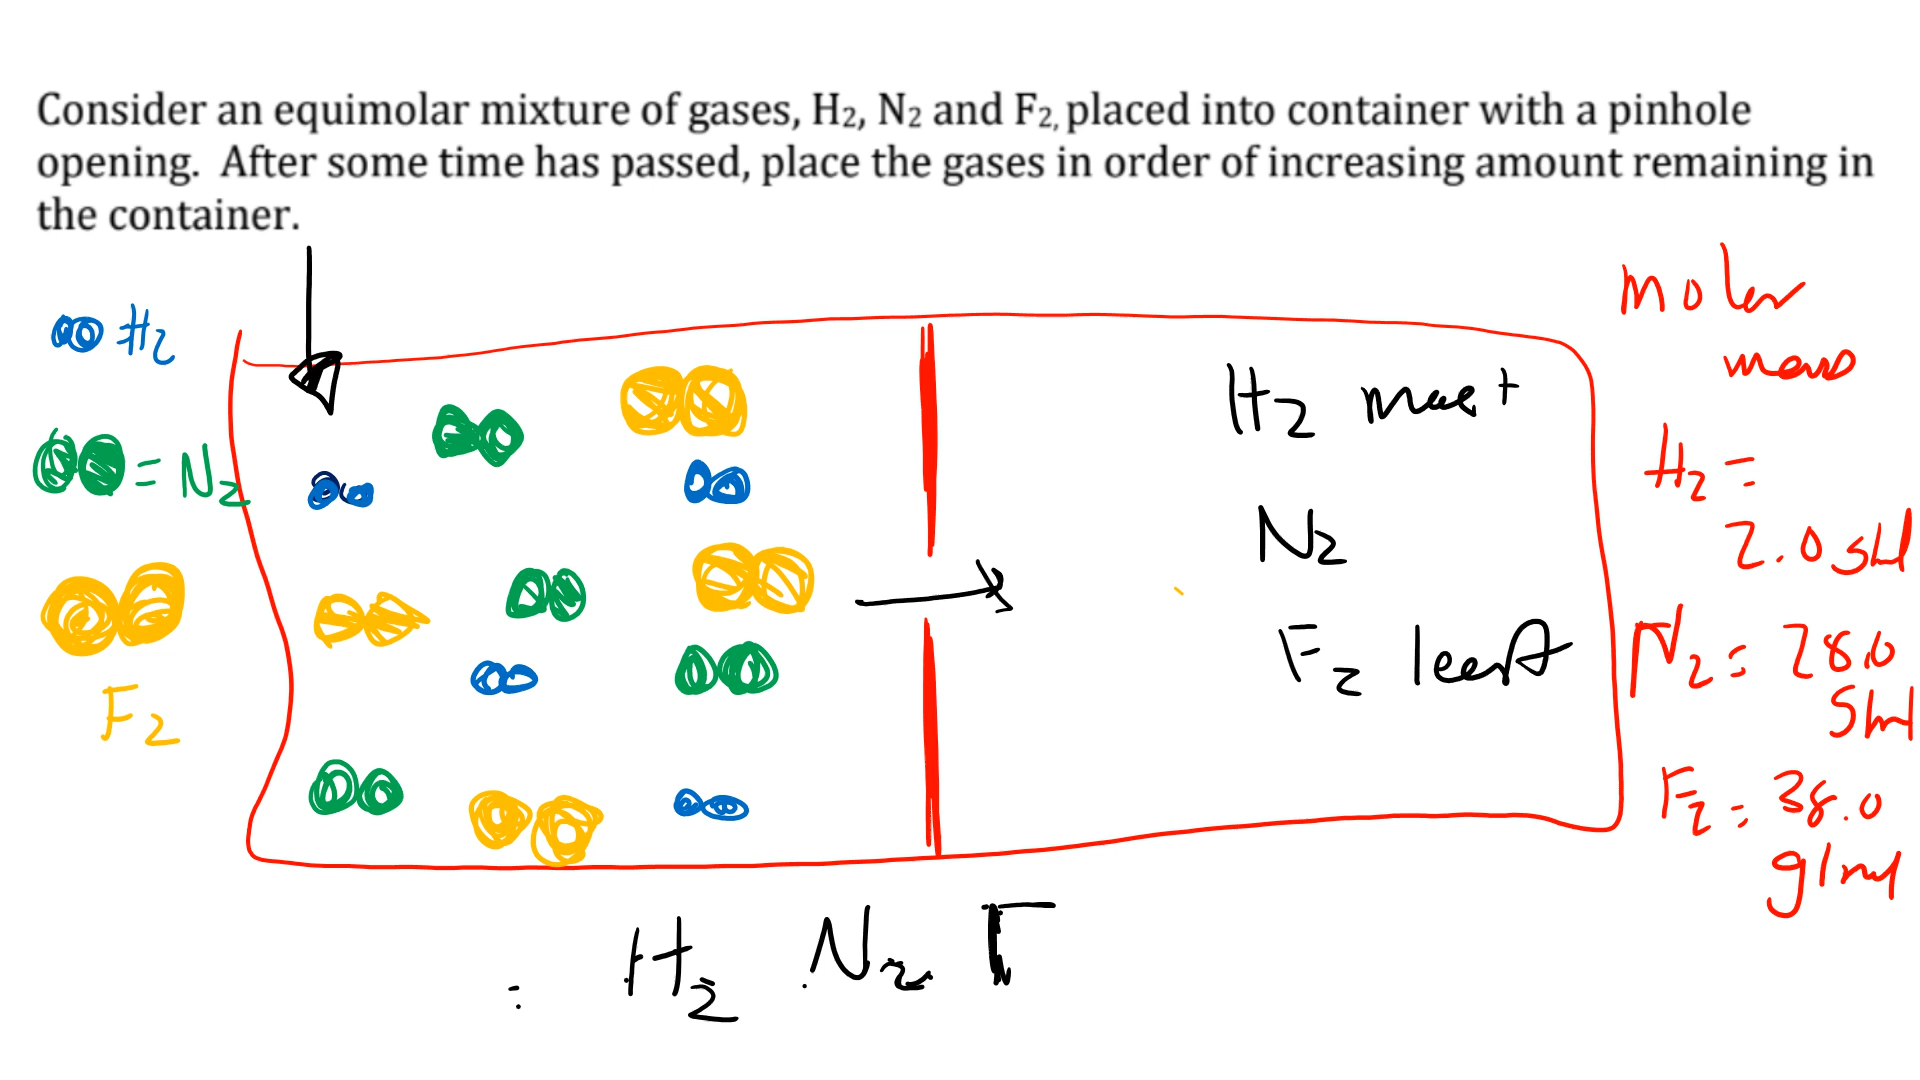 Consider an equimolar mixture of gases, H₂, N₂ and F₂, placed into container with a pinhole
opening. After some time has passed, place the gases in order of increasing amount remaining in
the container.
H₂
= N₂
F₂
H₂ most
N₂
F₂ least
molar
mass
H₂ =
2.0 g/mol
N₂ = 28.0
g/mol
F₂ = 38.0
g/mol
H₂ N₂